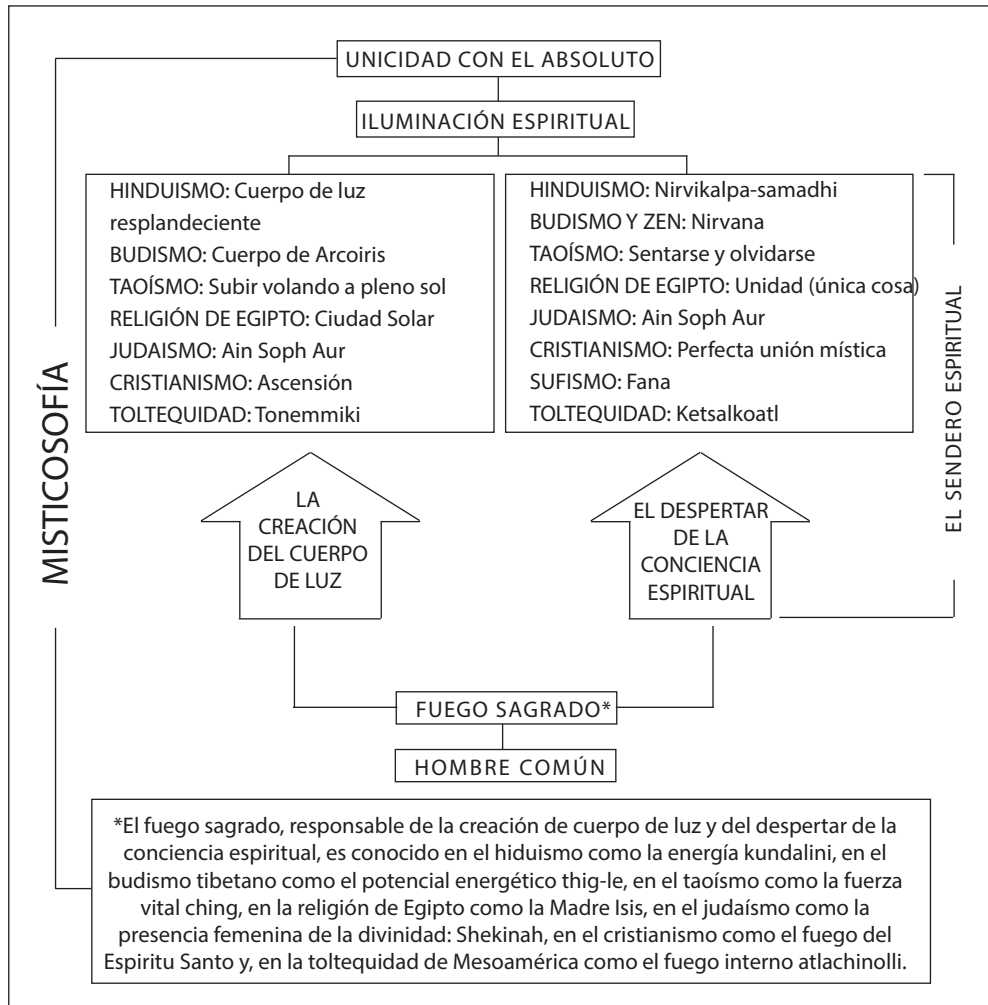 UNICIDAD CON EL ABSOLUTO
ILUMINACIÓN ESPIRITUAL
HINDUISMO: Cuerpo de luz
resplandeciente
BUDISMO: Cuerpo de Arcoiris
TAOÍSMO: Subir volando a pleno sol
RELIGIÓN DE EGIPTO: Ciudad Solar
JUDAISMO: Ain Soph Aur
CRISTIANISMO: Ascensión
TOLTEQUIDAD: Tonemmiki
HINDUISMO: Nirvikalpa-samadhi
BUDISMO Y ZEN: Nirvana
TAOÍSMO: Sentarse y olvidarse
RELIGIÓN DE EGIPTO: Unidad (única cosa)
JUDAISMO: Ain Soph Aur
CRISTIANISMO: Perfecta unión mística
SUFISMO: Fana
TOLTEQUIDAD: Ketsalkoatl
MISTICOSOFÍA
EL SENDERO ESPIRITUAL
LA
CREACIÓN
DEL CUERPO
DE LUZ
EL DESPERTAR
DE LA
CONCIENCIA
ESPIRITUAL
FUEGO SAGRADO*
HOMBRE COMÚN
*El fuego sagrado, responsable de la creación de cuerpo de luz y del despertar de la
conciencia espiritual, es conocido en el hiduismo como la energía kundalini, en el
budismo tibetano como el potencial energético thig-le, en el taoísmo como la fuerza
vital ching, en la religión de Egipto como la Madre Isis, en el judaísmo como la
presencia femenina de la divinidad: Shekinah, en el cristianismo como el fuego del
Espiritu Santo y, en la toltequidad de Mesoamérica como el fuego interno atlachinolli.